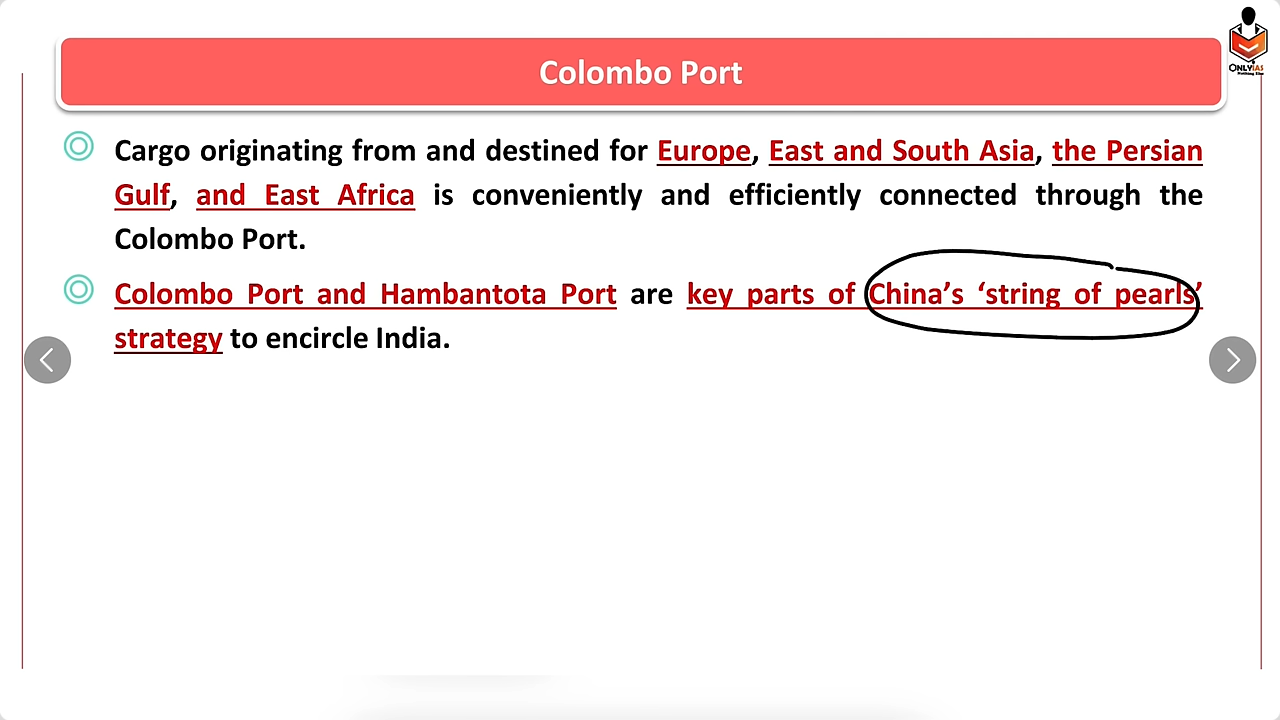 Colombo Port
ONLYIAS
Nothing Else
Cargo originating from and destined for Europe, East and South Asia, the Persian
Gulf, and East Africa is conveniently and efficiently connected through the
Colombo Port.
Colombo Port and Hambantota Port are key parts of China’s ‘string of pearls’
strategy to encircle India.